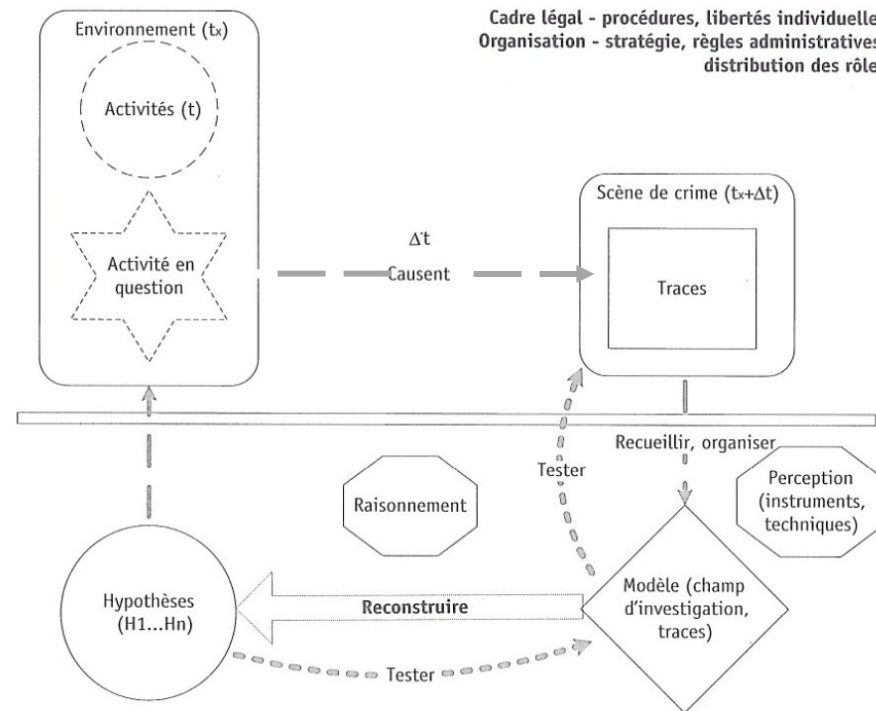 Cadre légal - procédures, libertés individuelle
Organisation - stratégie, règles administratives
distribution des rôle
Environnement (tx)
Activités (t)
Activité en
question
Δt
Causent
Scène de crime (tx+Δt)
Traces
Recueillir, organiser
Tester
Raisonnement
Perception
(instruments,
techniques)
Hypothèses
(H1...Hn)
Reconstruire
Modèle (champ
d'investigation,
traces)
Tester